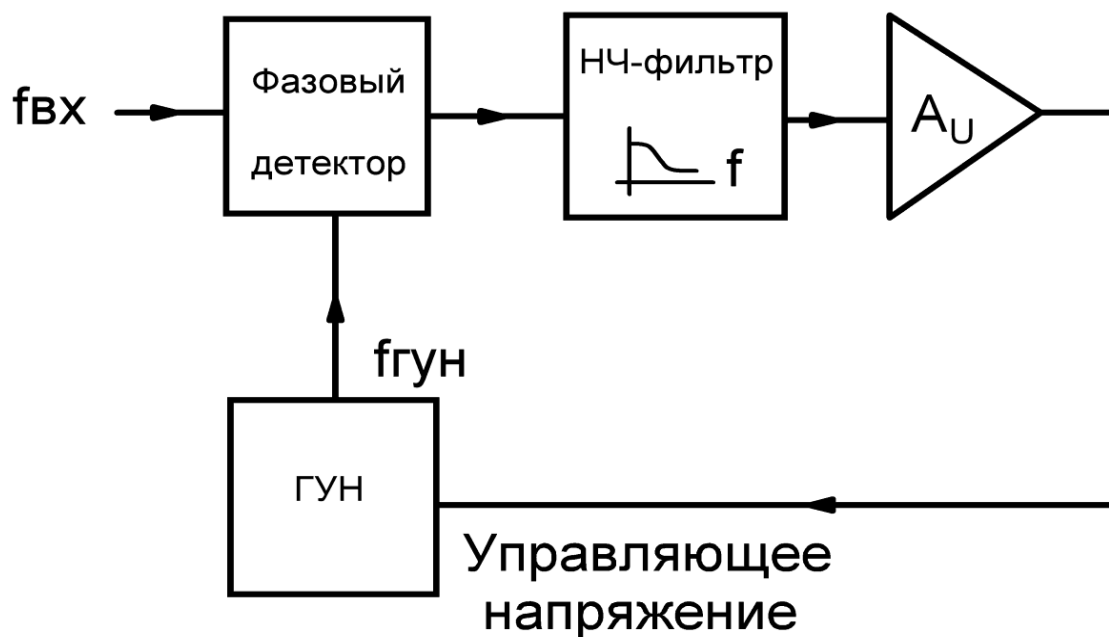 fвх
Фазовый
детектор
НЧ-фильтр
f
AU
fгун
ГУН
Управляющее
напряжение